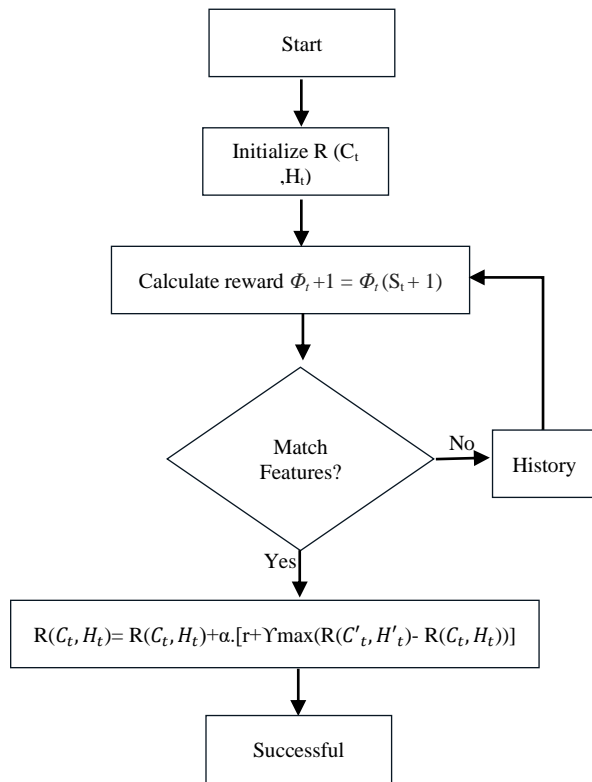 Start
Initialize R (Cₜ
,Hₜ)
Calculate reward Φₜ+1 = Φₜ(Sₜ + 1)
Match
Features?
No
History
Yes
R(𝐶ₜ, 𝐻ₜ)= R(𝐶ₜ, 𝐻ₜ)+α.[r+ϒmax(R(𝐶′ₜ, 𝐻′ₜ)- R(𝐶ₜ, 𝐻ₜ))]
Successful